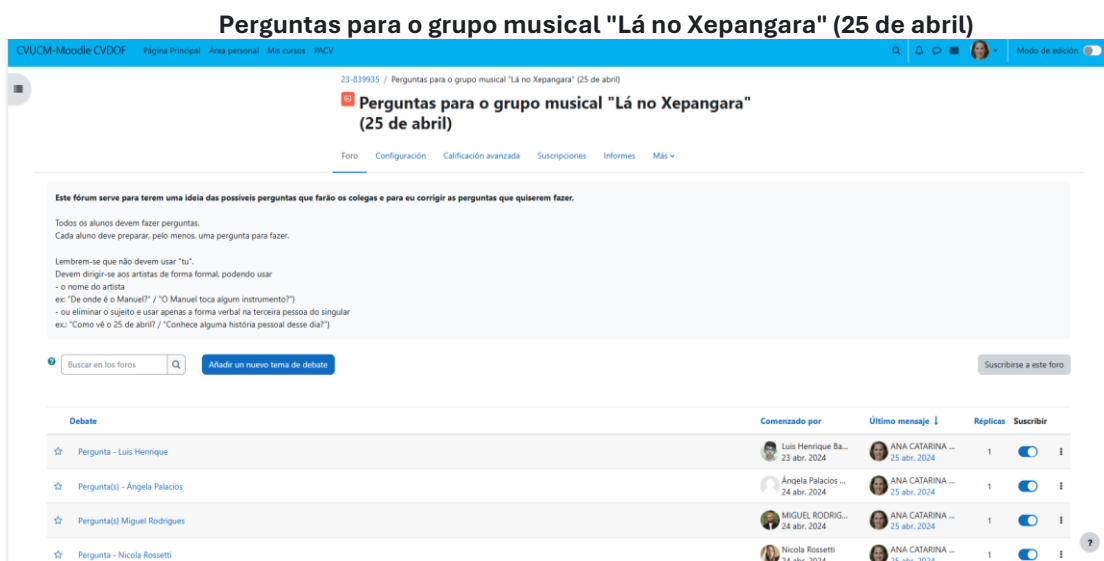 Perguntas para o grupo musical "Lá no Xepangara" (25 de abril)
CVUCM-Moodle CVDOF Página Principal Área personal Mis cursos PACV Modo de edición
23-839935 / Perguntas para o grupo musical "Lá no Xepangara" (25 de abril)
Perguntas para o grupo musical "Lá no Xepangara"
(25 de abril)
Foro Configuración Calificación avanzada Suscripciones Informes Más
Este fórum serve para terem uma ideia das possíveis perguntas que farão os colegas e para eu corrigir as perguntas que quiserem fazer.
Todos os alunos devem fazer perguntas.
Cada aluno deve preparar, pelo menos, uma pergunta para fazer.
Lembrem-se que não devem usar "tu".
Devem dirigir-se aos artistas de forma formal, podendo usar
- o nome do artista
ex: "De onde é o Manuel?" / "O Manuel toca algum instrumento?")
- ou eliminar o sujeito e usar apenas a forma verbal na terceira pessoa do singular
ex.: "Como vê o 25 de abril? / "Conhece alguma história pessoal desse dia?")
? Buscar en los foros Añadir un nuevo tema de debate Suscribirse a este foro
Debate Comenzado por Último mensaje ↓ Réplicas Suscribir
Pergunta - Luis Henrique Luis Henrique Ba... ANA CATARINA ... 1
23 abr. 2024 25 abr. 2024
Pergunta(s) - Ángela Palacios Ángela Palacios ... ANA CATARINA ... 1
24 abr. 2024 25 abr. 2024
Pergunta(s) Miguel Rodrigues MIGUEL RODRIG... ANA CATARINA ... 1
24 abr. 2024 25 abr. 2024
Pergunta - Nicola Rossetti Nicola Rossetti ANA CATARINA ... 1
24 abr. 2024 25 abr. 2024
?